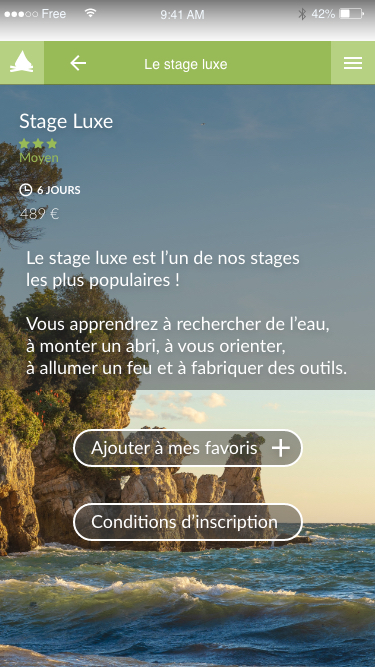 Free 9:41 AM 42%
Le stage luxe
Stage Luxe
Moyen
6 JOURS
489 €
Le stage luxe est l'un de nos stages
les plus populaires !
Vous apprendrez à rechercher de l'eau,
à monter un abri, à vous orienter,
à allumer un feu et à fabriquer des outils.
Ajouter à mes favoris +
Conditions d'inscription